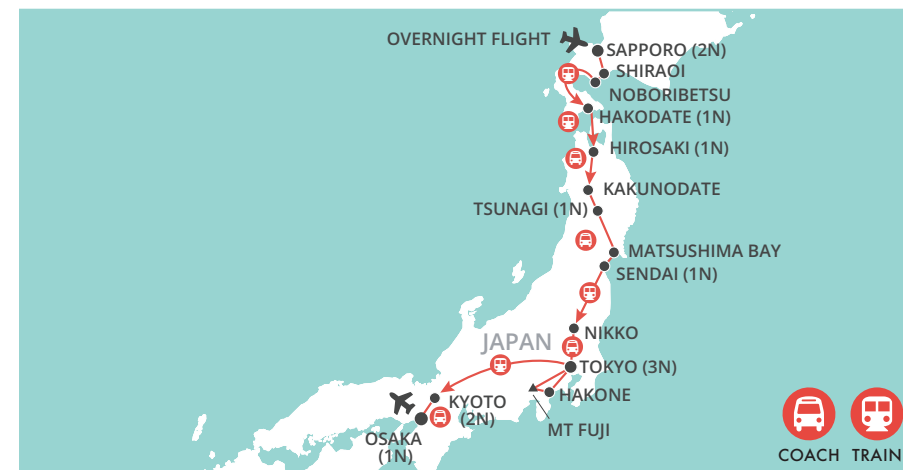 OVERNIGHT FLIGHT
SAPPORO (2N)
SHIRAOI
NOBORIBETSU
HAKODATE (1N)
HIROSAKI (1N)
KAKUNODATE
TSUNAGI (1N)
MATSUSHIMA BAY
SENDAI (1N)
NIKKO
JAPAN
TOKYO (3N)
HAKONE
MT FUJI
KYOTO
(2N)
OSAKA
(1N)
COACH
TRAIN